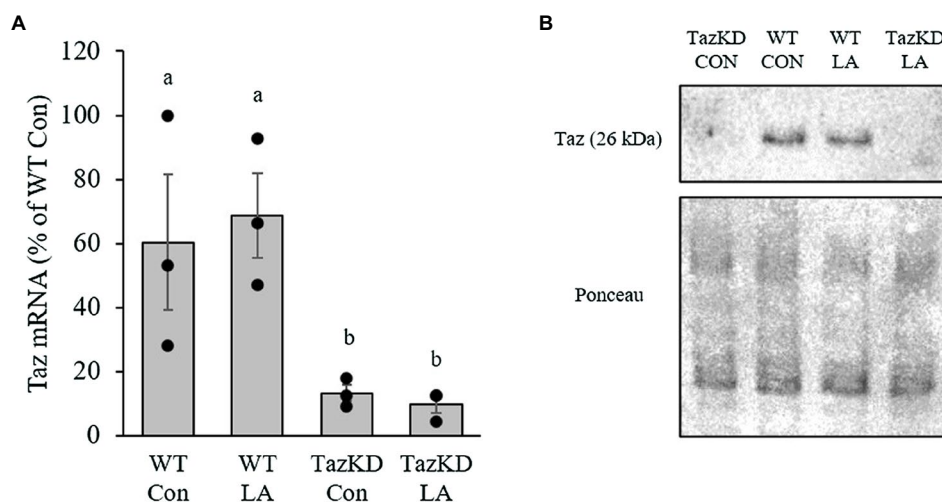 A
Taz mRNA (% of WT Con)
120
100
80
60
40
20
0
a
a
b
b
WT
Con
WT
LA
TazKD
Con
TazKD
LA
B
TazKD
CON
WT
CON
WT
LA
TazKD
LA
Taz (26 kDa)
Ponceau